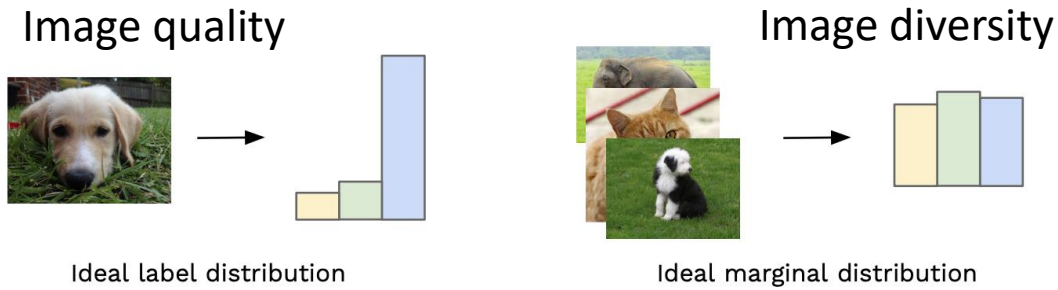 Image quality
Image diversity
Ideal label distribution
Ideal marginal distribution